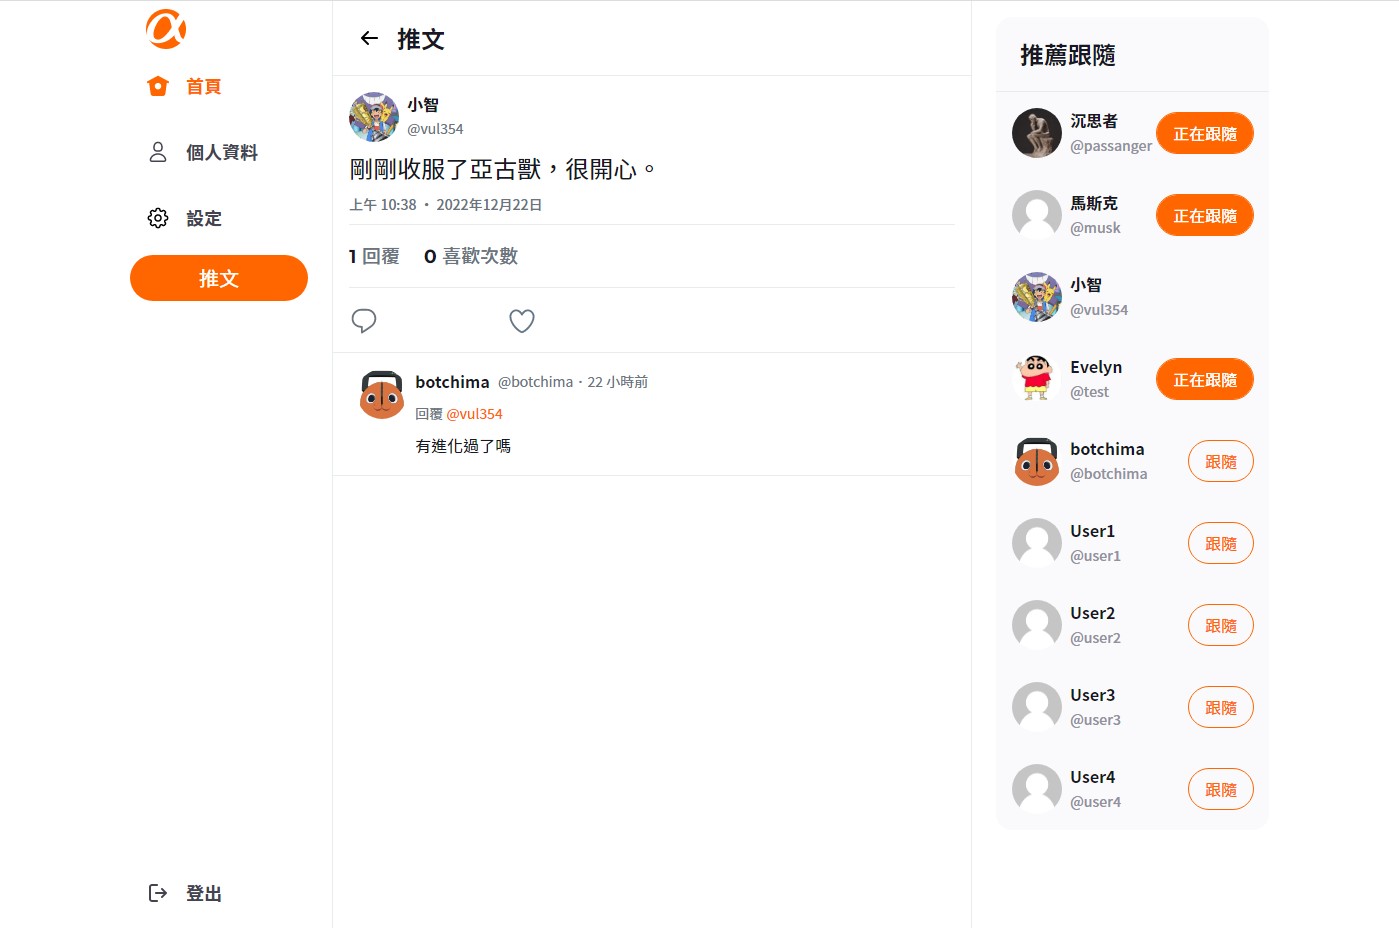 首頁
個人資料
設定
推文
登出
推文
小智
@vul354
剛剛收服了亞古獸，很開心。
上午 10:38 • 2022年12月22日
1 回覆 0 喜歡次數
botchima @botchima · 22 小時前
回覆 @vul354
有進化過了嗎
推薦跟隨
沉思者
@passanger
正在跟隨
馬斯克
@musk
正在跟隨
小智
@vul354
Evelyn
@test
正在跟隨
botchima
@botchima
跟隨
User1
@user1
跟隨
User2
@user2
跟隨
User3
@user3
跟隨
User4
@user4
跟隨